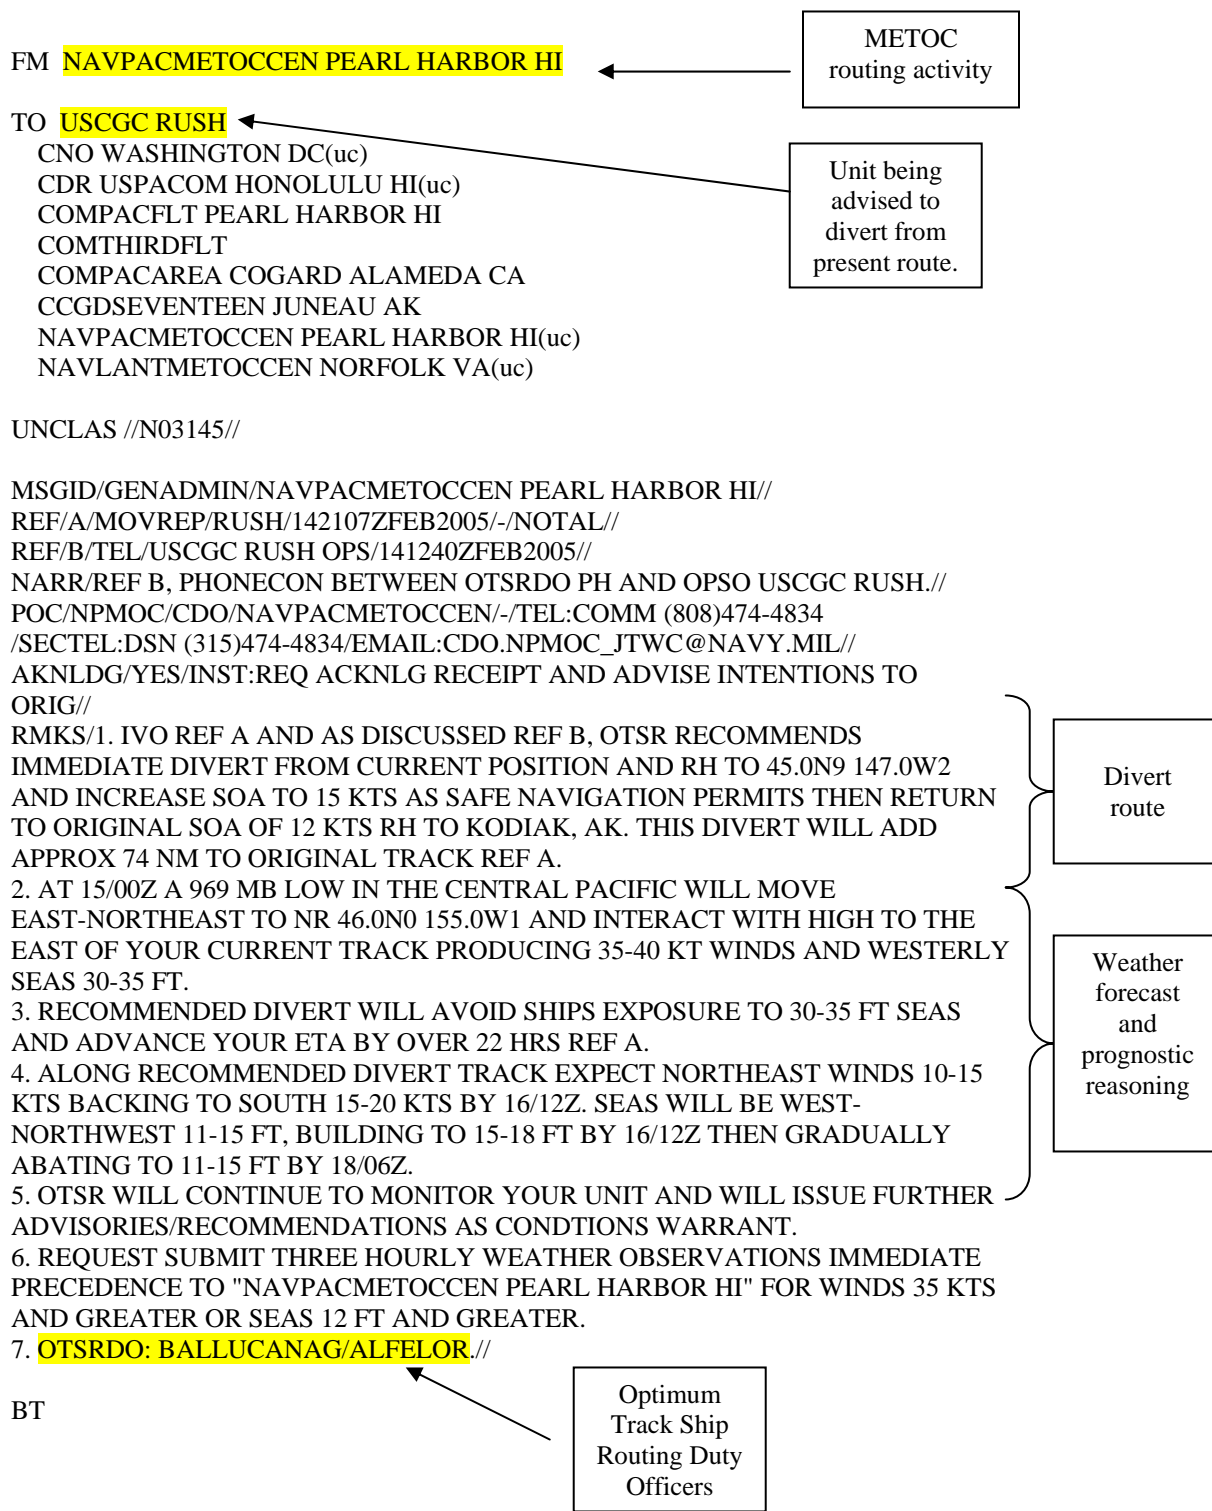 FM NAVPACMETOCCEN PEARL HARBOR HI
METOC
routing activity
TO USCGC RUSH
CNO WASHINGTON DC(uc)
CDR USPACOM HONOLULU HI(uc)
COMPACFLT PEARL HARBOR HI
COMTHIRDFLT
COMPACAREA COGARD ALAMEDA CA
CCGDSEVENTEEN JUNEAU AK
NAVPACMETOCCEN PEARL HARBOR HI(uc)
NAVLANTMETOCCEN NORFOLK VA(uc)
Unit being
advised to
divert from
present route.
UNCLAS //N03145//
MSGID/GENADMIN/NAVPACMETOCCEN PEARL HARBOR HI//
REF/A/MOVREP/RUSH/142107ZFEB2005/-/NOTAL//
REF/B/TEL/USCGC RUSH OPS/141240ZFEB2005//
NARR/REF B, PHONECON BETWEEN OTSRDO PH AND OPSO USCGC RUSH.//
POC/NPMOC/CDO/NAVPACMETOCCEN/-/TEL:COMM (808)474-4834
/SECTEL:DSN (315)474-4834/EMAIL:CDO.NPMOC_JTWC@NAVY.MIL//
AKNLDG/YES/INST:REQ ACKNLG RECEIPT AND ADVISE INTENTIONS TO
ORIG//
RMKS/1. IVO REF A AND AS DISCUSSED REF B, OTSR RECOMMENDS
IMMEDIATE DIVERT FROM CURRENT POSITION AND RH TO 45.0N9 147.0W2
AND INCREASE SOA TO 15 KTS AS SAFE NAVIGATION PERMITS THEN RETURN
TO ORIGINAL SOA OF 12 KTS RH TO KODIAK, AK. THIS DIVERT WILL ADD
APPROX 74 NM TO ORIGINAL TRACK REF A.
Divert
route
2. AT 15/00Z A 969 MB LOW IN THE CENTRAL PACIFIC WILL MOVE
EAST-NORTHEAST TO NR 46.0N0 155.0W1 AND INTERACT WITH HIGH TO THE
EAST OF YOUR CURRENT TRACK PRODUCING 35-40 KT WINDS AND WESTERLY
SEAS 30-35 FT.
3. RECOMMENDED DIVERT WILL AVOID SHIPS EXPOSURE TO 30-35 FT SEAS
AND ADVANCE YOUR ETA BY OVER 22 HRS REF A.
4. ALONG RECOMMENDED DIVERT TRACK EXPECT NORTHEAST WINDS 10-15
KTS BACKING TO SOUTH 15-20 KTS BY 16/12Z. SEAS WILL BE WEST-
NORTHWEST 11-15 FT, BUILDING TO 15-18 FT BY 16/12Z THEN GRADUALLY
ABATING TO 11-15 FT BY 18/06Z.
Weather
forecast
and
prognostic
reasoning
5. OTSR WILL CONTINUE TO MONITOR YOUR UNIT AND WILL ISSUE FURTHER
ADVISORIES/RECOMMENDATIONS AS CONDTIONS WARRANT.
6. REQUEST SUBMIT THREE HOURLY WEATHER OBSERVATIONS IMMEDIATE
PRECEDENCE TO "NAVPACMETOCCEN PEARL HARBOR HI" FOR WINDS 35 KTS
AND GREATER OR SEAS 12 FT AND GREATER.
7. OTSRDO: BALLUCANAG/ALFELOR.//
BT
Optimum
Track Ship
Routing Duty
Officers